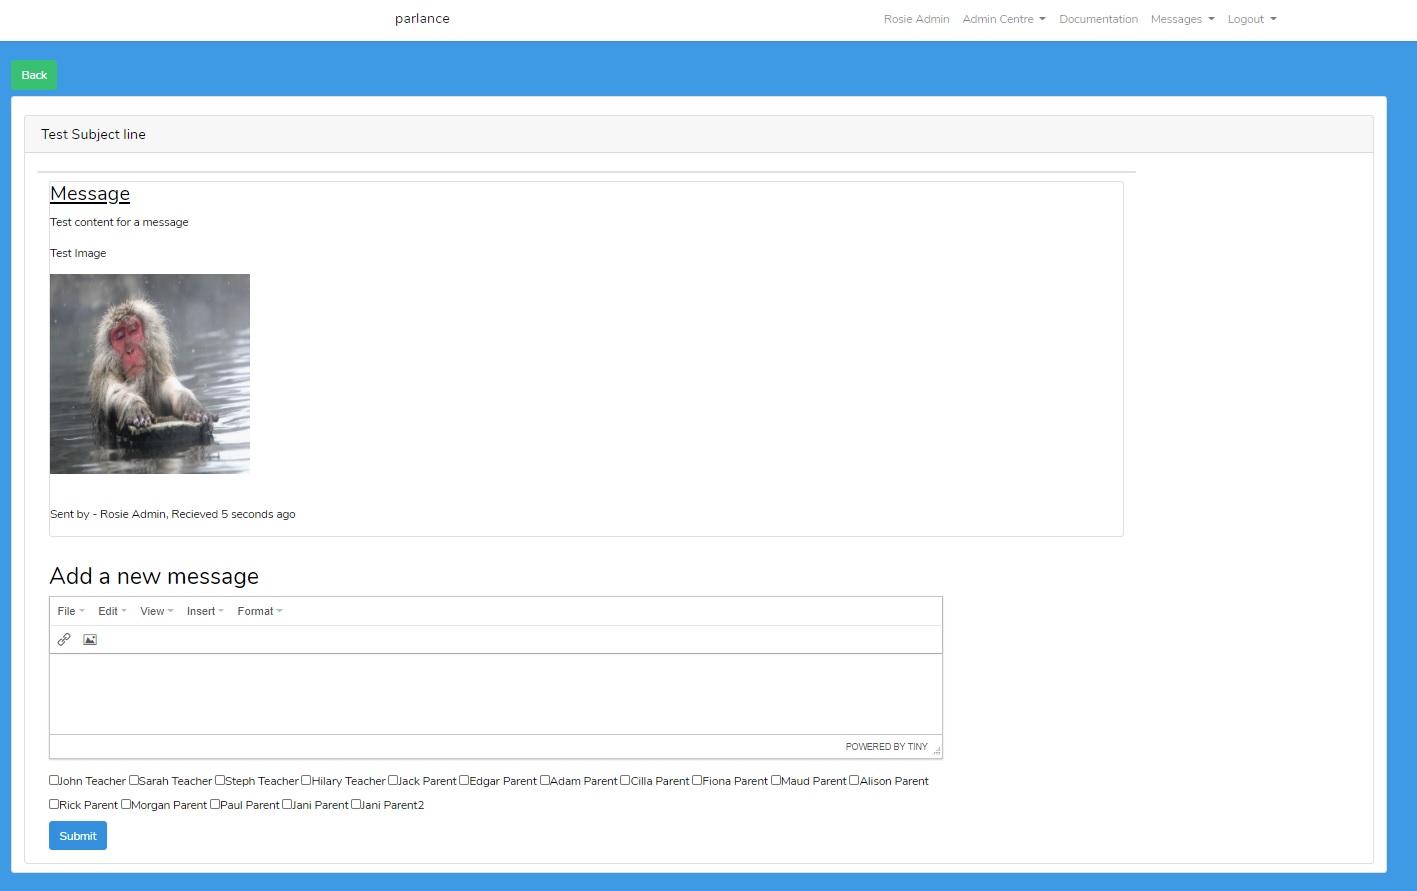 parlance Rosie Admin Admin Centre Documentation Messages Logout
Back
Test Subject line
Message
Test content for a message
Test Image
Sent by - Rosie Admin, Recieved 5 seconds ago
Add a new message
File Edit View Insert Format
POWERED BY TINY
John Teacher Sarah Teacher Steph Teacher Hilary Teacher Jack Parent Edgar Parent Adam Parent Cilla Parent Fiona Parent Maud Parent Alison Parent
Rick Parent Morgan Parent Paul Parent Jani Parent Jani Parent2
Submit